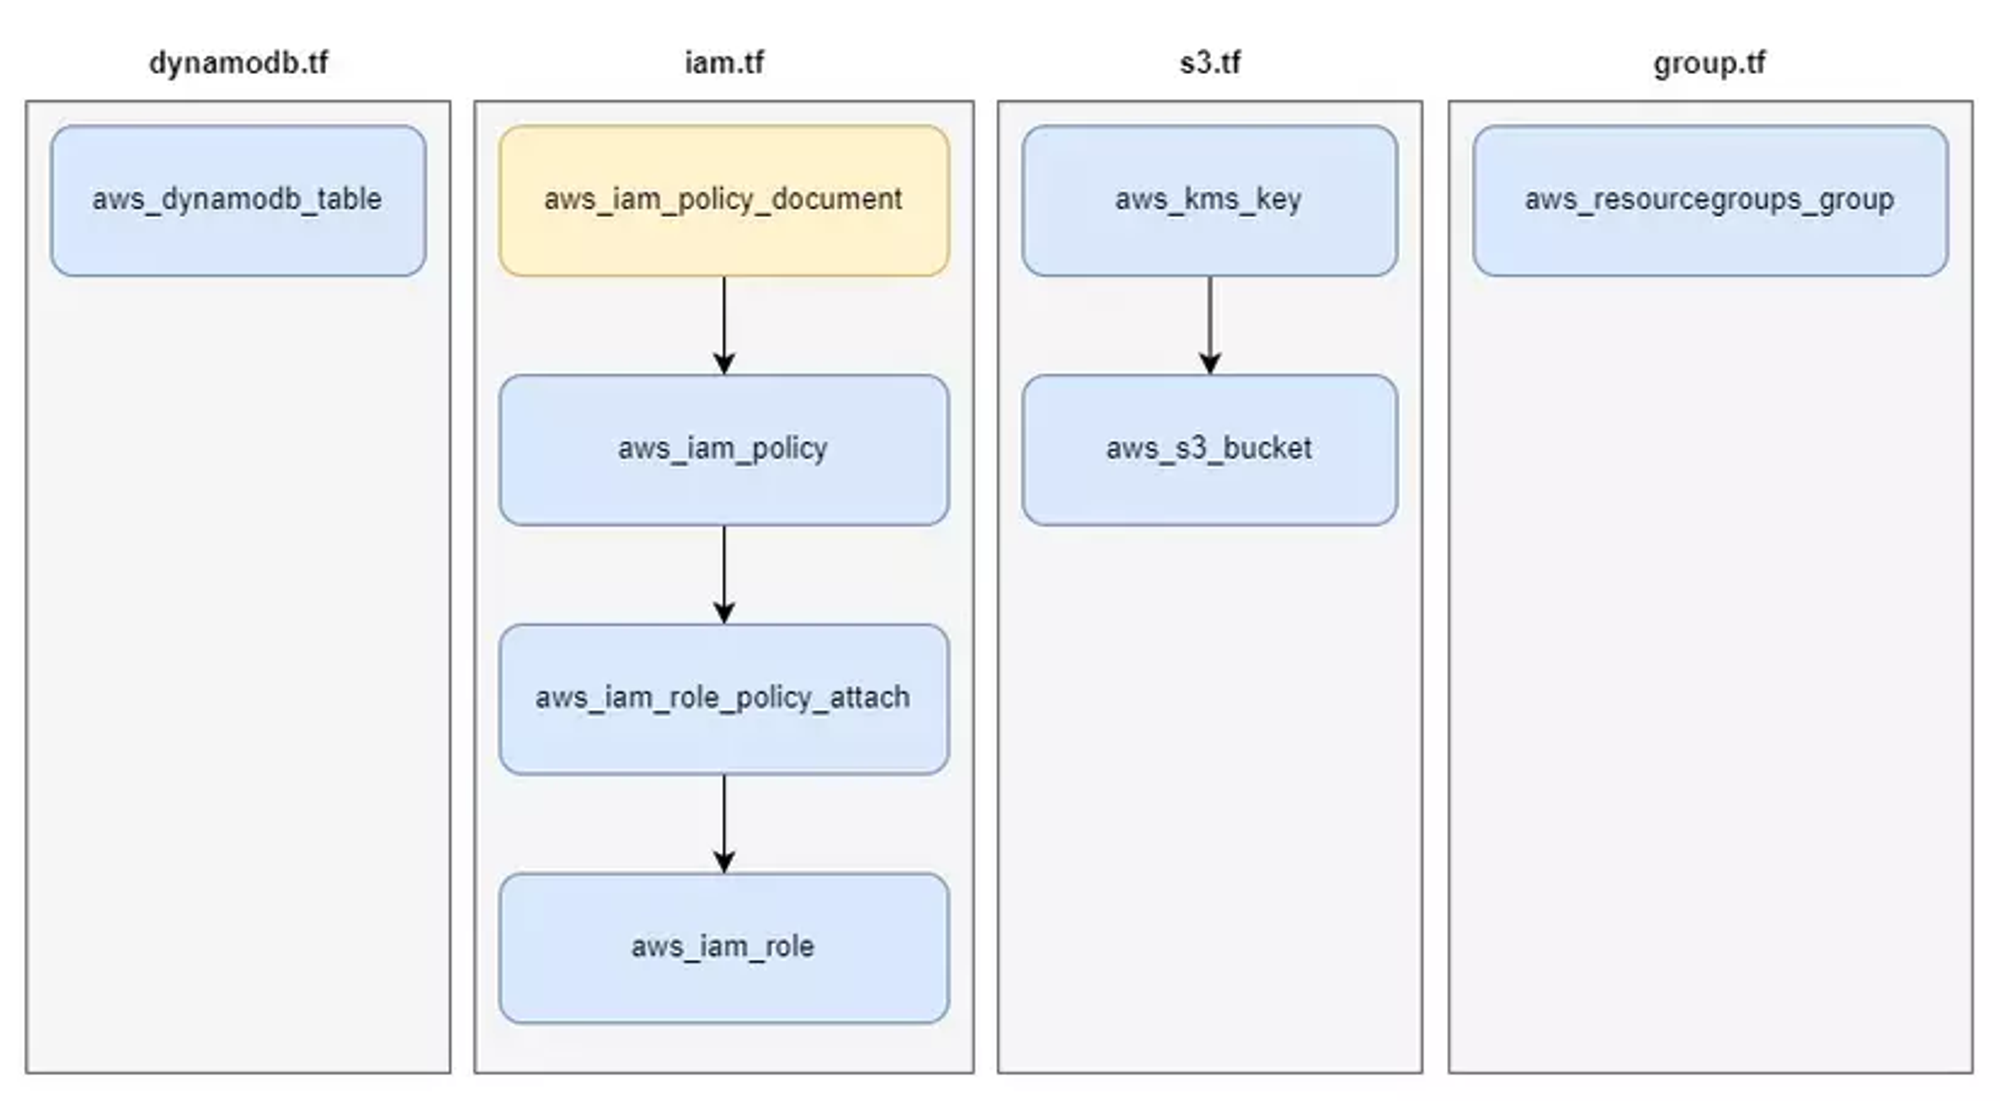 dynamodb.tf
iam.tf
s3.tf
group.tf
aws_dynamodb_table
aws_iam_policy_document
aws_kms_key
aws_resourcegroups_group
aws_iam_policy
aws_s3_bucket
aws_iam_role_policy_attach
aws_iam_role